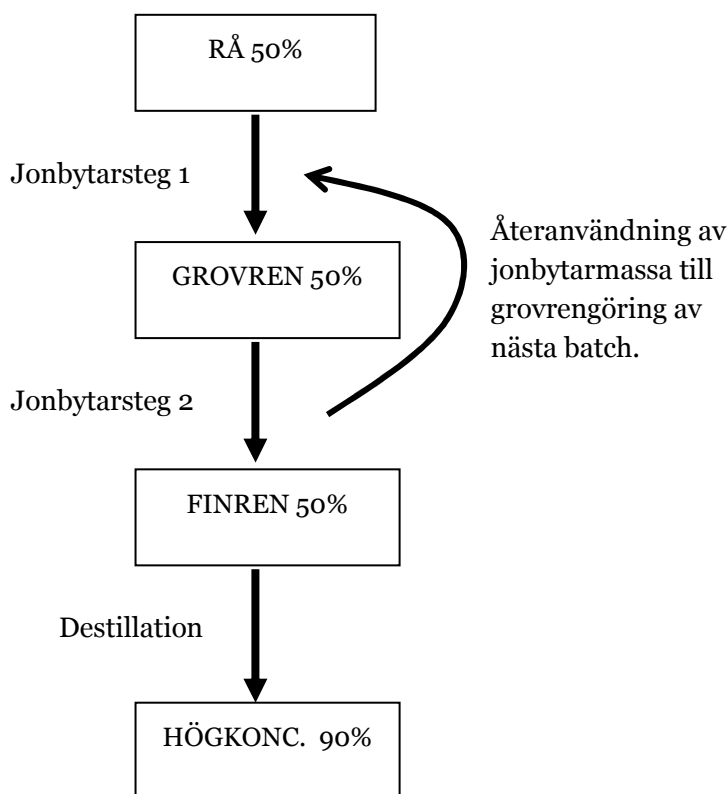 RÅ 50%
Jonbytarsteg 1
Återanvändning av
jonbytarmassa till
grovrengöring av
nästa batch.
GROVREN 50%
Jonbytarsteg 2
FINREN 50%
Destillation
HÖGKONC. 90%